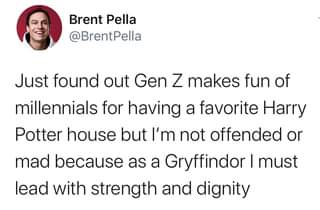 Brent Pella
@BrentPella
Just found out Gen Z makes fun of
millennials for having a favorite Harry
Potter house but I'm not offended or
mad because as a Gryffindor I must
lead with strength and dignity